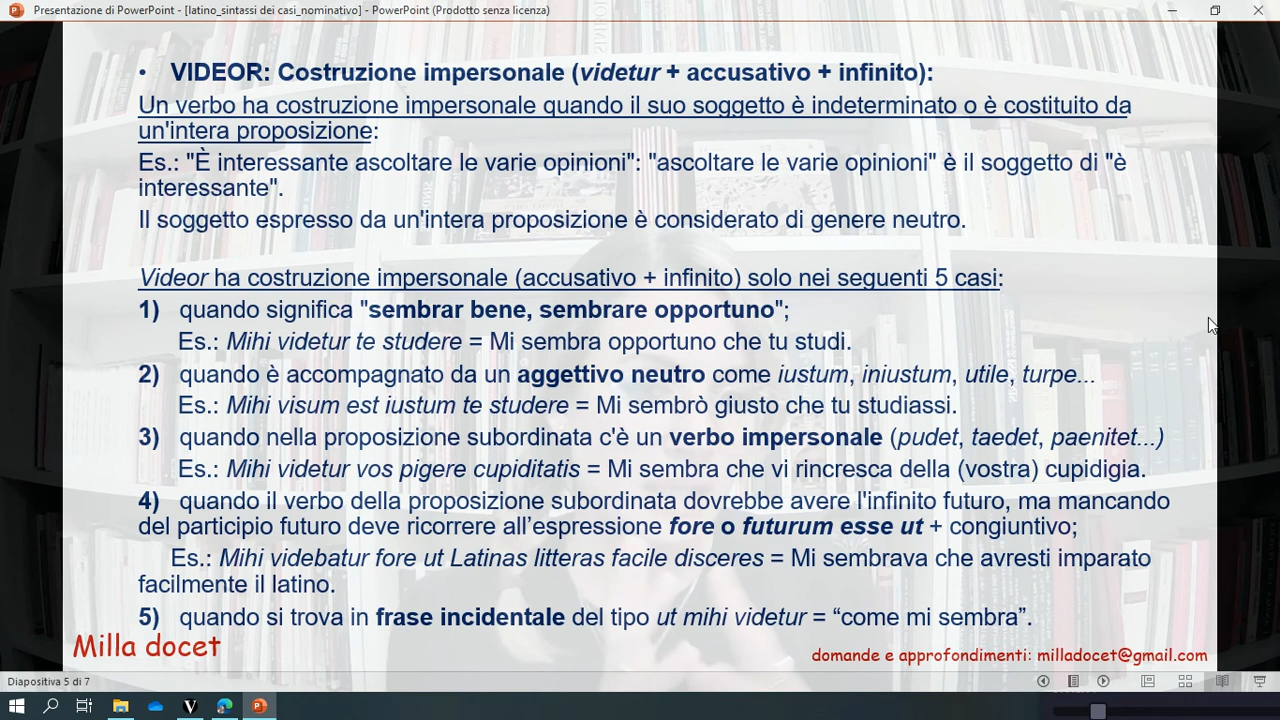 Presentazione di PowerPoint - [latino_sintassi dei casi_nominativo] - PowerPoint (Prodotto senza licenza)
• VIDEOR: Costruzione impersonale (videtur + accusativo + infinito):
Un verbo ha costruzione impersonale quando il suo soggetto è indeterminato o è costituito da
un'intera proposizione:
Es.: "È interessante ascoltare le varie opinioni": "ascoltare le varie opinioni" è il soggetto di "è
interessante".
Il soggetto espresso da un'intera proposizione è considerato di genere neutro.
Videor ha costruzione impersonale (accusativo + infinito) solo nei seguenti 5 casi:
1) quando significa "sembrar bene, sembrare opportuno";
Es.: Mihi videtur te studere = Mi sembra opportuno che tu studi.
2) quando è accompagnato da un aggettivo neutro come iustum, iniustum, utile, turpe...
Es.: Mihi visum est iustum te studere = Mi sembrò giusto che tu studiassi.
3) quando nella proposizione subordinata c'è un verbo impersonale (pudet, taedet, paenitet...)
Es.: Mihi videtur vos pigere cupiditatis = Mi sembra che vi rincresca della (vostra) cupidigia.
4) quando il verbo della proposizione subordinata dovrebbe avere l'infinito futuro, ma mancando
del participio futuro deve ricorrere all’espressione fore o futurum esse ut + congiuntivo;
Es.: Mihi videbatur fore ut Latinas litteras facile disceres = Mi sembrava che avresti imparato
facilmente il latino.
5) quando si trova in frase incidentale del tipo ut mihi videtur = “come mi sembra”.
Milla docet
domande e approfondimenti: milladocet@gmail.com
Diapositiva 5 di 7